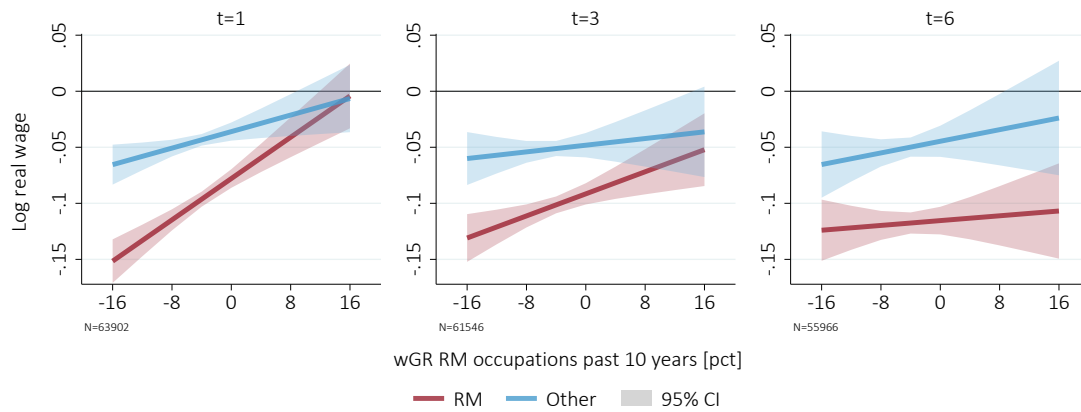 t=1
t=3
t=6
Log real wage
.05
0
-.05
-.1
-.15
-16 -8 0 8 16
N=63902
.05
0
-.05
-.1
-.15
-16 -8 0 8 16
N=61546
.05
0
-.05
-.1
-.15
-16 -8 0 8 16
N=55966
wGR RM occupations past 10 years [pct]
RM Other 95% CI